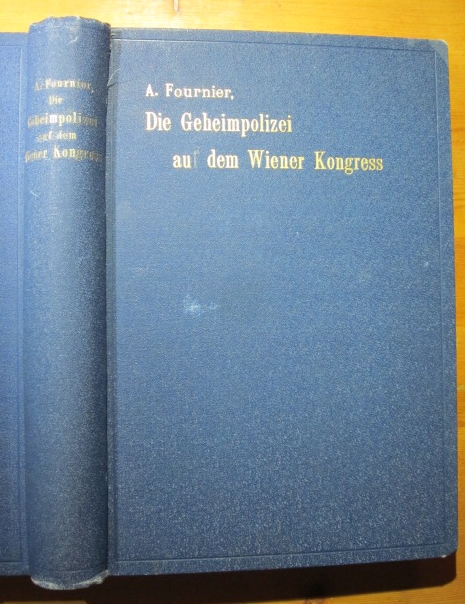 A. Fournier,
Die
Geheimpolizei
auf dem
Wiener Kongress
A. Fournier,
Die Geheimpolizei
auf dem Wiener Kongress